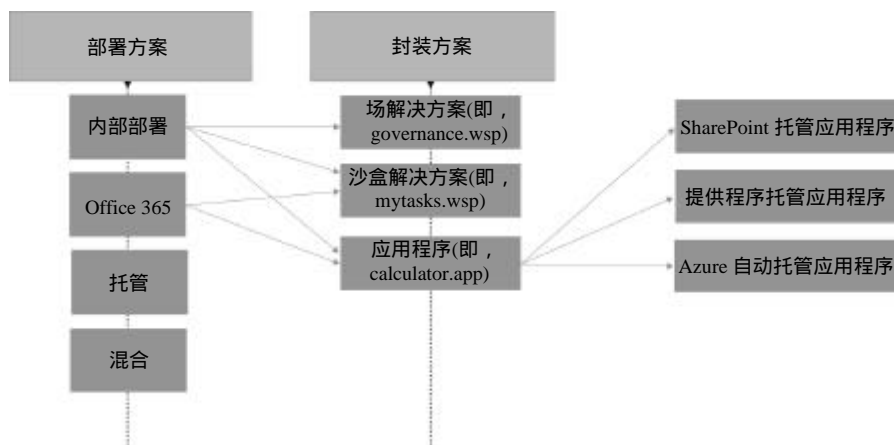 部署方案
封装方案
内部部署
Office 365
托管
混合
场解决方案(即，
governance.wsp)
沙盒解决方案(即，
mytasks.wsp)
应用程序(即，
calculator.app)
SharePoint 托管应用程序
提供程序托管应用程序
Azure 自动托管应用程序